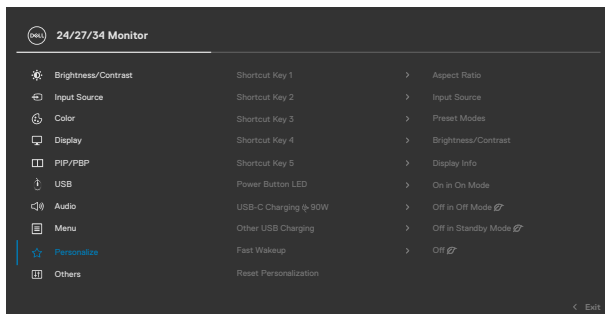 DELL 24/27/34 Monitor
Brightness/Contrast Shortcut Key 1 > Aspect Ratio
Input Source Shortcut Key 2 > Input Source
Color Shortcut Key 3 > Preset Modes
Display Shortcut Key 4 > Brightness/Contrast
PIP/PBP Shortcut Key 5 > Display Info
USB Power Button LED > On in On Mode
Audio USB-C Charging 90W > Off in Off Mode
Menu Other USB Charging > Off in Standby Mode
Personalize Fast Wakeup > Off
Others Reset Personalization
< Exit